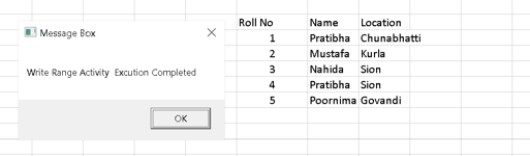 Message Box
Write Range Activity Excution Completed
OK
Roll No Name Location
1 Pratibha Chunabhatti
2 Mustafa Kurla
3 Nahida Sion
4 Pratibha Sion
5 Poornima Govandi